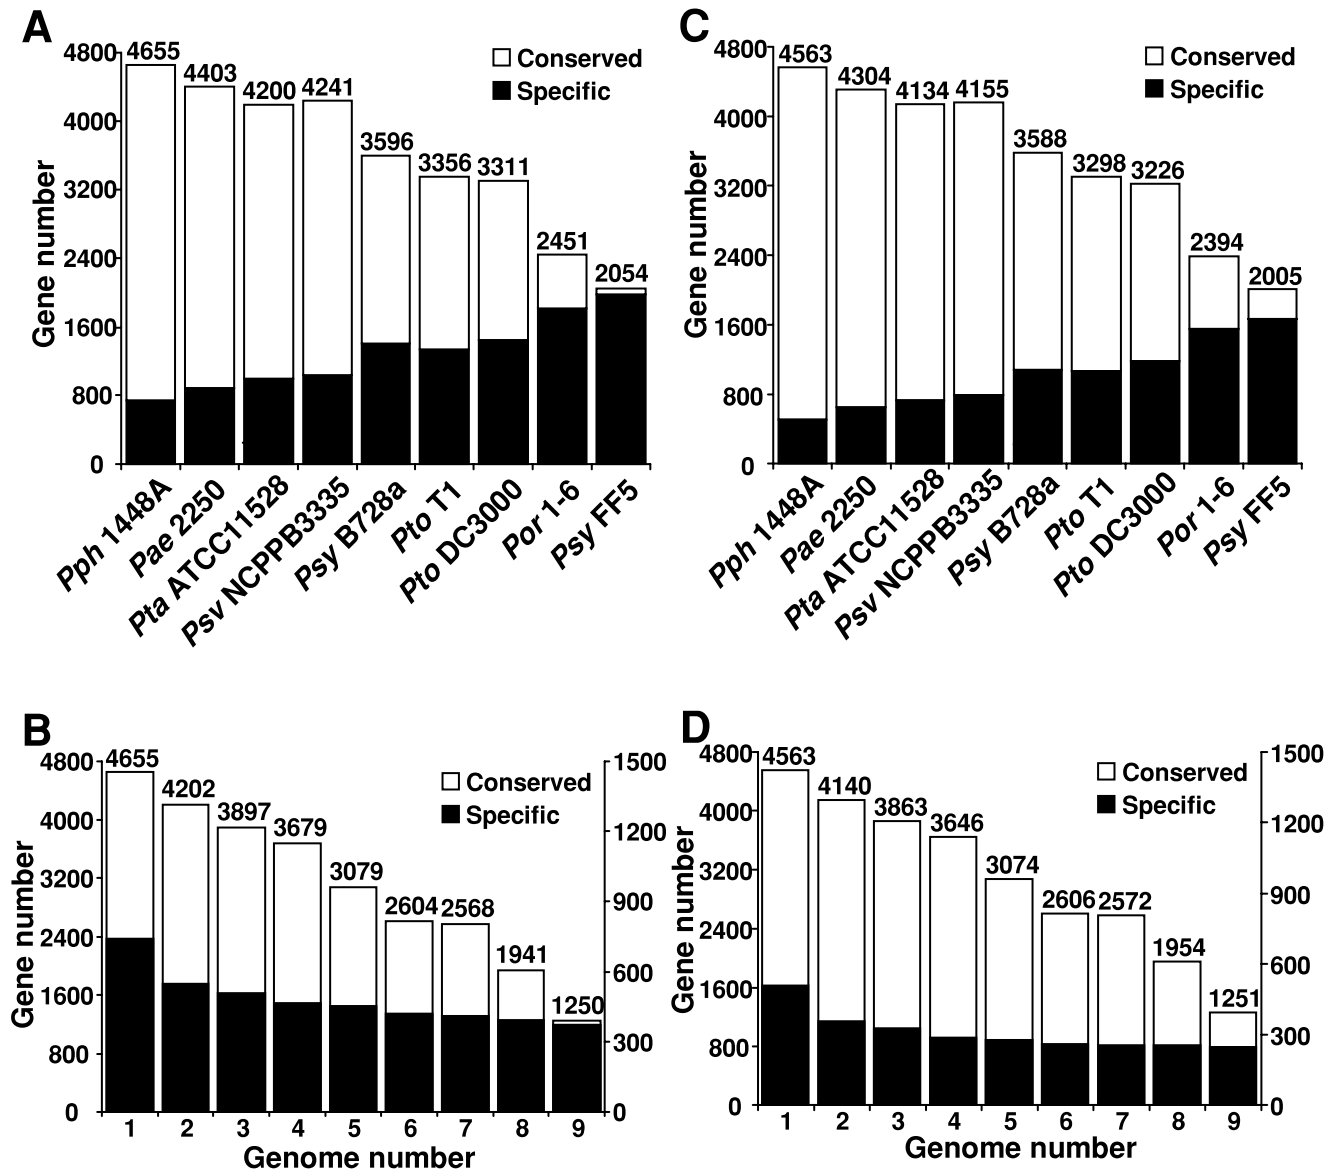 A
Conserved
Specific
Gene number
4800
4000
3200
2400
1600
800
0
4655
4403
4200
4241
3596
3356
3311
2451
2054
Pph 1448A
Pae 2250
Pta ATCC11528
Psv NCPPB3335
Psy B728a
Pto T1
Pto DC3000
Por 1-6
Psy FF5
C
Conserved
Specific
Gene number
4800
4000
3200
2400
1600
800
0
4563
4304
4134
4155
3588
3298
3226
2394
2005
Pph 1448A
Pae 2250
Pta ATCC11528
Psv NCPPB3335
Psy B728a
Pto T1
Pto DC3000
Por 1-6
Psy FF5
B
Conserved
Specific
Gene number
4800
4000
3200
2400
1600
800
0
4655
4202
3897
3679
3079
2604
2568
1941
1250
1500
1200
900
600
300
0
1 2 3 4 5 6 7 8 9
Genome number
D
Conserved
Specific
Gene number
4800
4000
3200
2400
1600
800
0
4563
4140
3863
3646
3074
2606
2572
1954
1251
1500
1200
900
600
300
0
1 2 3 4 5 6 7 8 9
Genome number